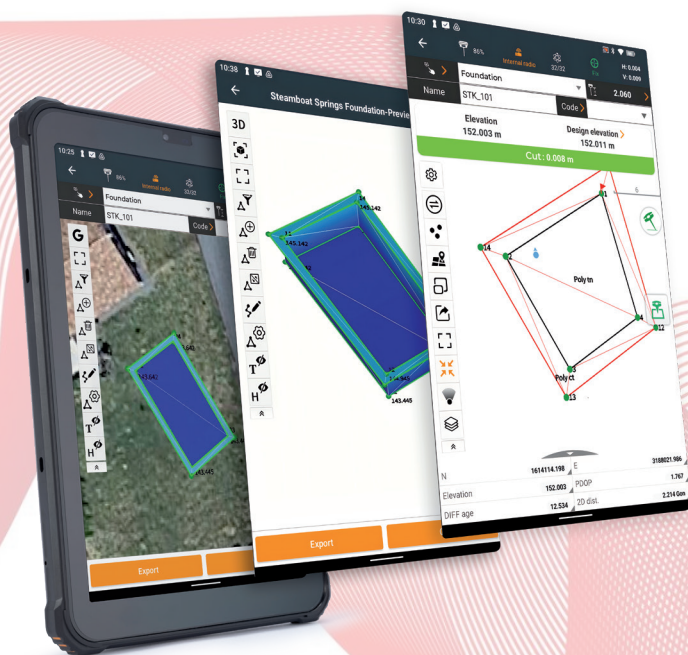 10:25
86%
Internal radio
32/32
Foundation
Name
STK_101
Code
G
T
H
143.445
Export
10:38
Steamboat Springs Foundation-Preview
3D
145.142
145.142
T
H
143.445
Export
10:30
86%
Internal radio
32/32
Fix
H: 0.004
V: 0.009
Foundation
2.060
Name
STK_101
Code
Elevation
152.003 m
Design elevation
152.011 m
Cut: 0.008 m
6
1
14
2
Poly tn
4
12
3
Poly ct
13
N
1614114.198
E
3188021.986
Elevation
152.003
PDOP
1.767
DIFF age
12.534
2D dist.